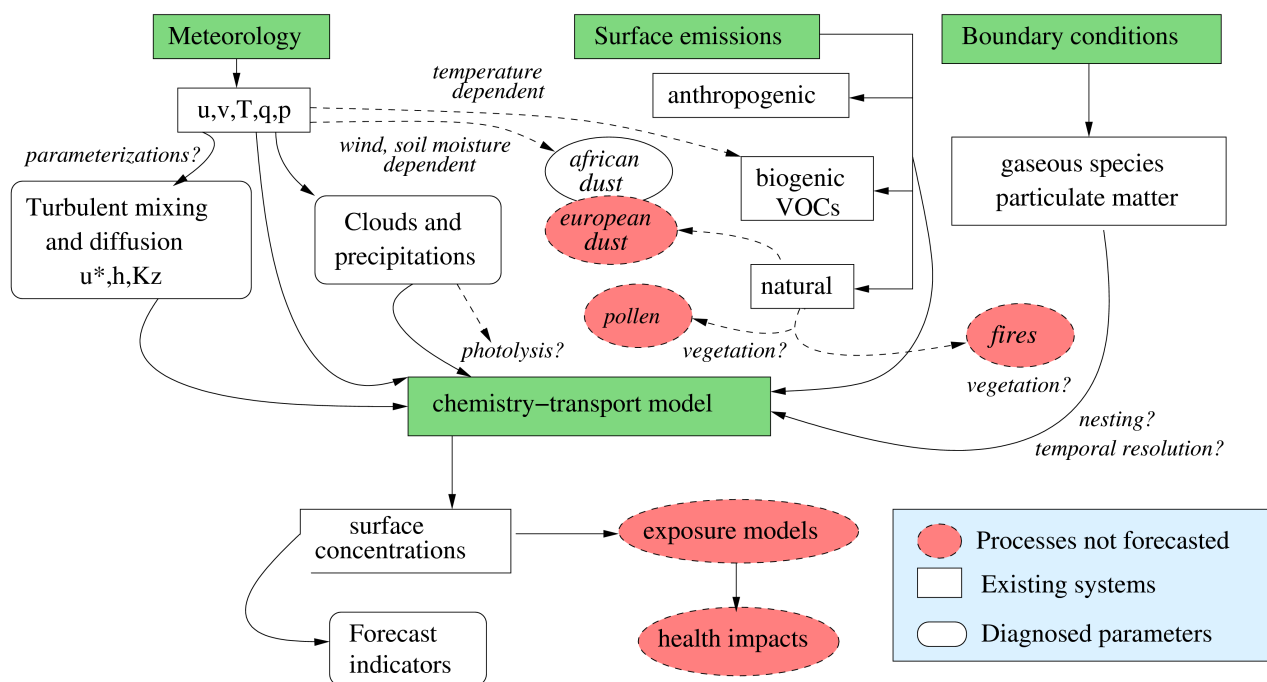 Meteorology
Surface emissions
Boundary conditions
temperature
dependent
anthropogenic
u,v,T,q,p
parameterizations?
wind, soil moisture
dependent
african
dust
biogenic
VOCs
gaseous species
particulate matter
Turbulent mixing
and diffusion
u*,h,Kz
Clouds and
precipitations
european
dust
natural
pollen
fires
photolysis?
vegetation?
vegetation?
chemistry−transport model
nesting?
temporal resolution?
surface
concentrations
exposure models
health impacts
Forecast
indicators
Processes not forecasted
Existing systems
Diagnosed parameters